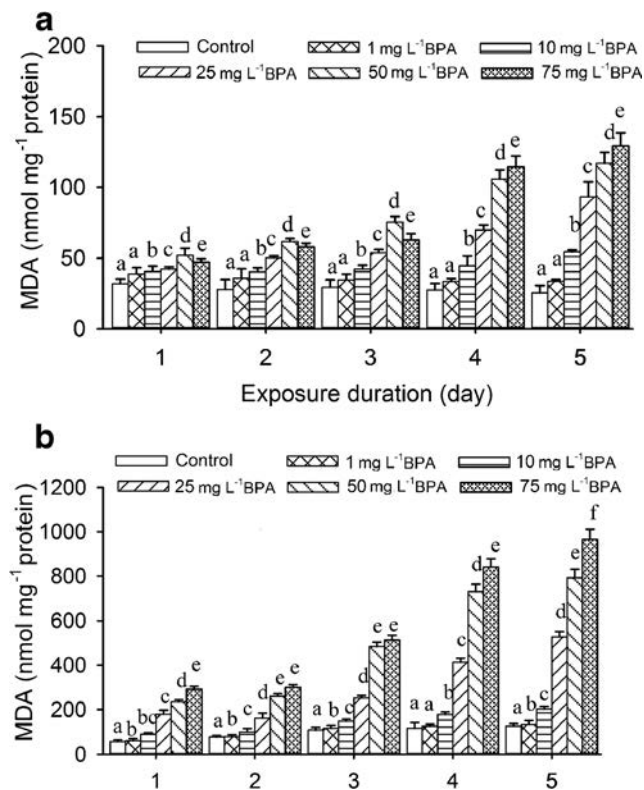 a
Control 1 mg L⁻¹BPA 10 mg L⁻¹BPA
25 mg L⁻¹BPA 50 mg L⁻¹BPA 75 mg L⁻¹BPA
MDA (nmol mg⁻¹ protein)
200
150
100
50
0
a a b c d e
a a b c d e
a a b c d e
a a b c d e
a a b c d e
1 2 3 4 5
Exposure duration (day)
b
Control 1 mg L⁻¹BPA 10 mg L⁻¹BPA
25 mg L⁻¹BPA 50 mg L⁻¹BPA 75 mg L⁻¹BPA
MDA (nmol mg⁻¹ protein)
1200
1000
800
600
400
200
0
a b b c d e
a b c d e e
a b b c e e
a a b c d e
a b c d e f
1 2 3 4 5